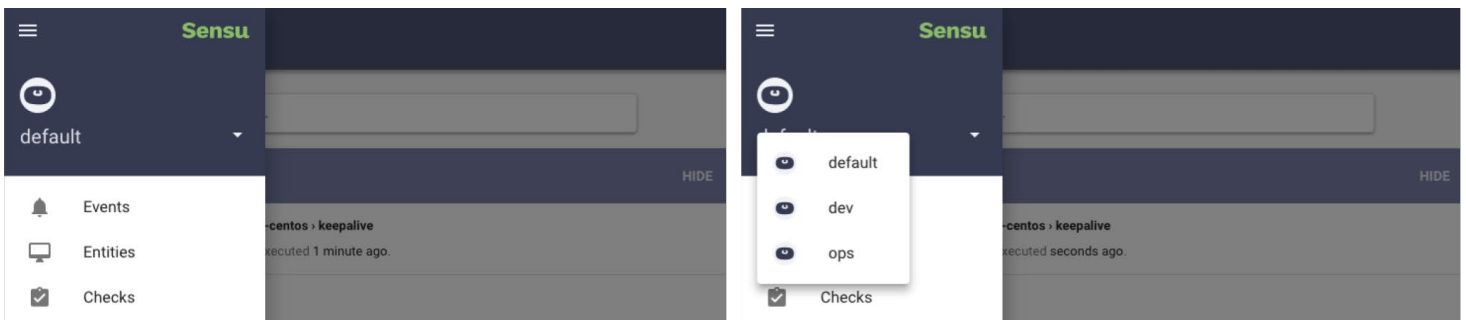 Sensu
default
HIDE
Events
-centos › keepalive
Entities
xecuted 1 minute ago.
Checks
Sensu
default
dev
HIDE
-centos › keepalive
ops
xecuted seconds ago.
Checks